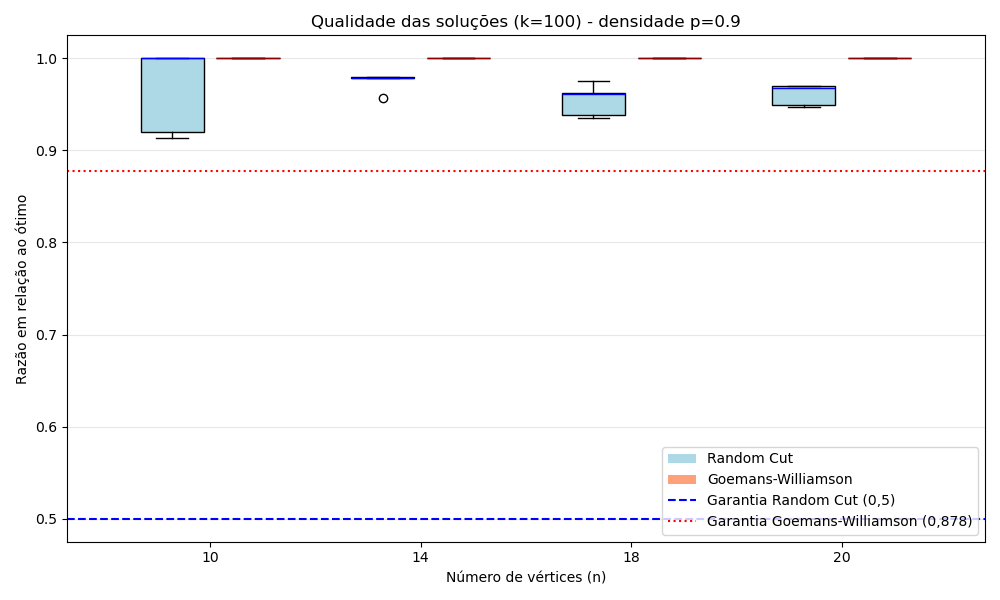 Qualidade das soluções (k=100) - densidade p=0.9
Razão em relação ao ótimo
1.0
0.9
0.8
0.7
0.6
0.5
10
14
18
20
Número de vértices (n)
Random Cut
Goemans-Williamson
Garantia Random Cut (0,5)
Garantia Goemans-Williamson (0,878)